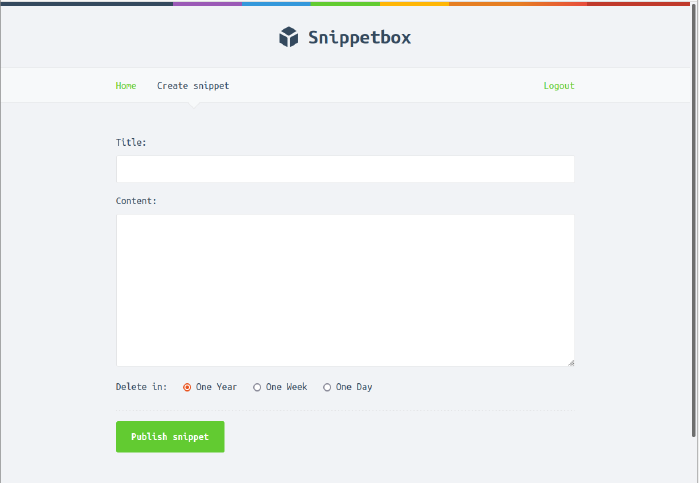 Snippetbox
Home Create snippet Logout
Title:
Content:
Delete in: One Year One Week One Day
Publish snippet